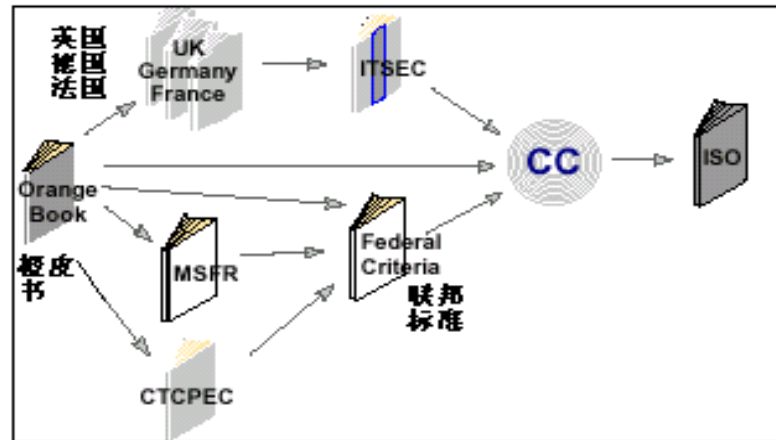 英国
德国
法国
UK
Germany
France
ITSEC
CC
ISO
Orange
Book
橙皮
书
MSFR
Federal
Criteria
联邦
标准
CTCPEC